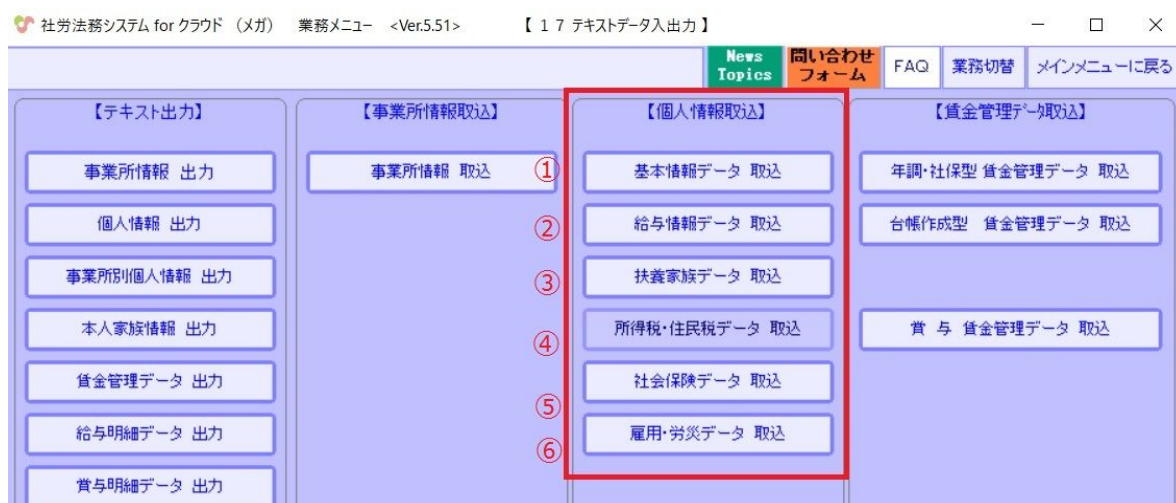 社労法務システム for クラウド （メガ） 業務メニュー <Ver.5.51> 【 １７ テキストデータ入出力 】
News Topics
問い合わせフォーム
FAQ
業務切替
メインメニューに戻る
【テキスト出力】
事業所情報 出力
個人情報 出力
事業所別個人情報 出力
本人家族情報 出力
賃金管理データ 出力
給与明細データ 出力
賞与明細データ 出力
【事業所情報取込】
事業所情報 取込
【個人情報取込】
① 基本情報データ 取込
② 給与情報データ 取込
③ 扶養家族データ 取込
④ 所得税・住民税データ 取込
⑤ 社会保険データ 取込
⑥ 雇用・労災データ 取込
【賃金管理データ取込】
年調・社保型 賃金管理データ 取込
台帳作成型 賃金管理データ 取込
賞 与 賃金管理データ 取込